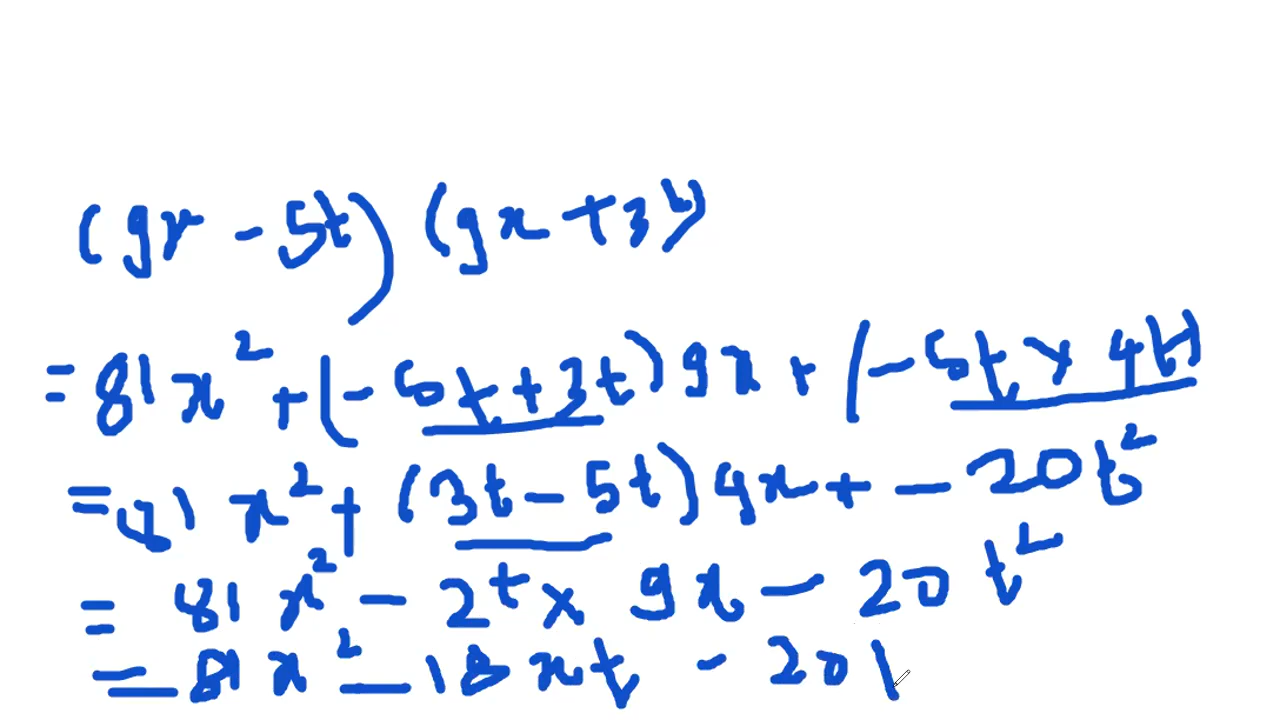 (9x - 5t) (9x + 3t)
= 81x² + (-5t + 3t) 9x + (-5t × 4t)
= 81x² + (3t - 5t) 9x + - 20t²
= 81x² - 2t × 9x - 20t²
= 81x² - 18xt - 20